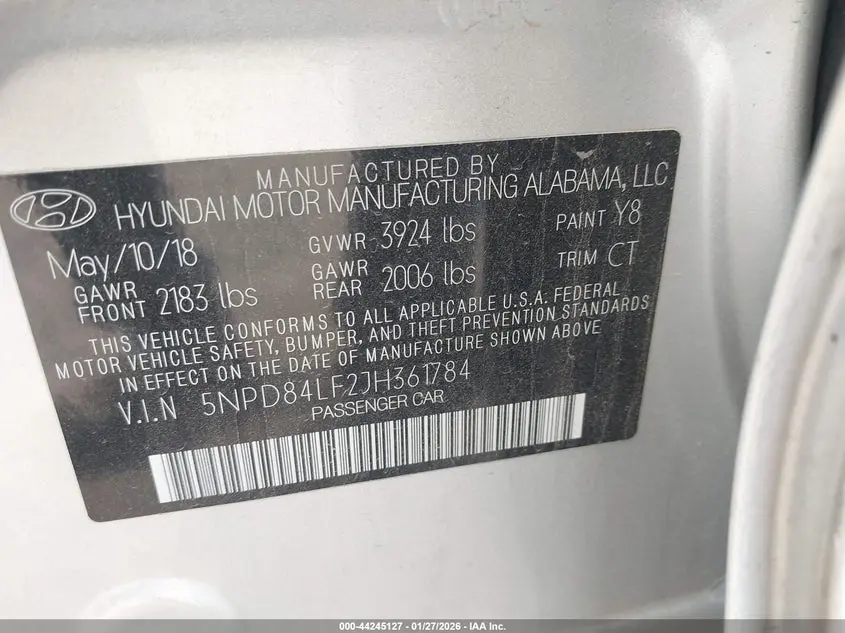 MANUFACTURED BY
HYUNDAI MOTOR MANUFACTURING ALABAMA, LLC
May/10/18 GVWR 3924 lbs PAINT Y8
GAWR FRONT 2183 lbs GAWR REAR 2006 lbs TRIM CT
THIS VEHICLE CONFORMS TO ALL APPLICABLE U.S.A. FEDERAL
MOTOR VEHICLE SAFETY, BUMPER, AND THEFT PREVENTION STANDARDS
IN EFFECT ON THE DATE OF MANUFACTURE SHOWN ABOVE
V.I.N 5NPD84LF2JH361784
PASSENGER CAR
000-44245127 - 01/27/2026 - IAA Inc.